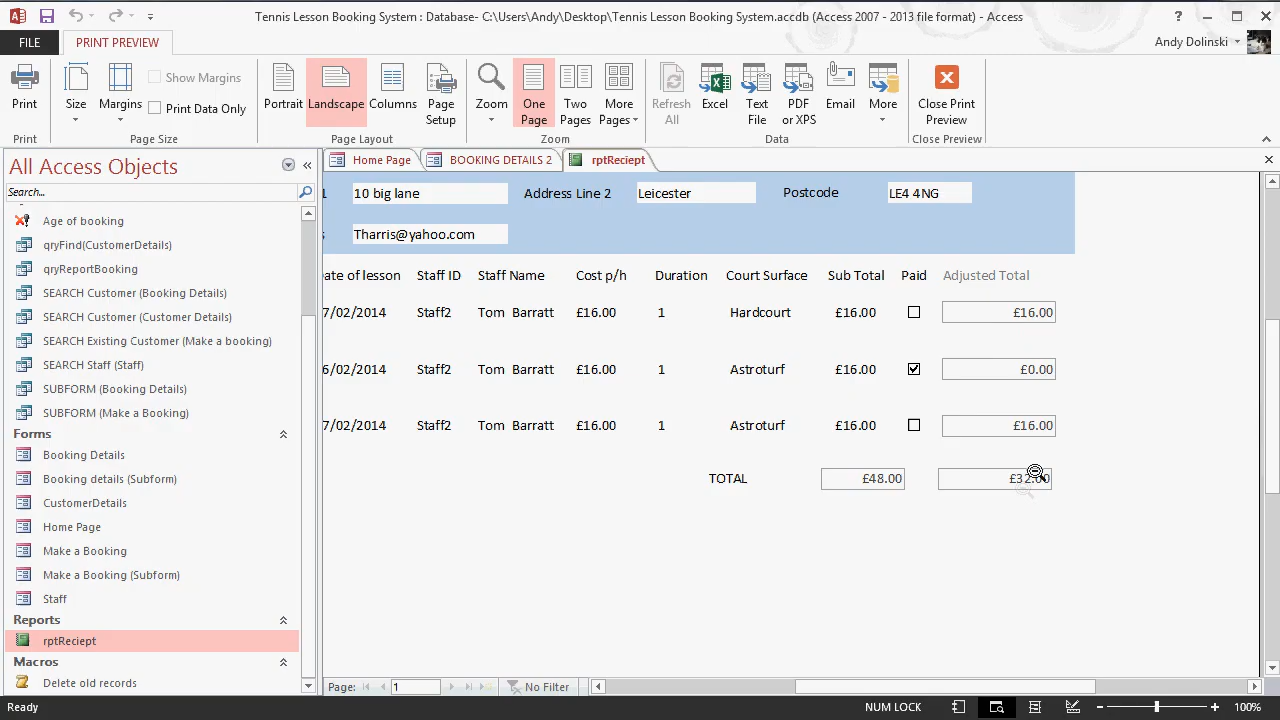 Tennis Lesson Booking System : Database- C:\Users\Andy\Desktop\Tennis Lesson Booking System.accdb (Access 2007 - 2013 file format) - Access
FILE PRINT PREVIEW Andy Dolinski
Print Size Margins Show Margins Print Data Only Portrait Landscape Columns Page Setup Zoom One Page Two Pages More Pages Refresh All Excel Text File PDF or XPS Email More Close Print Preview
Print Page Size Page Layout Zoom Data Close Preview
All Access Objects
Search...
Age of booking
qryFind(CustomerDetails)
qryReportBooking
SEARCH Customer (Booking Details)
SEARCH Customer (Customer Details)
SEARCH Existing Customer (Make a booking)
SEARCH Staff (Staff)
SUBFORM (Booking Details)
SUBFORM (Make a Booking)
Forms
Booking Details
Booking details (Subform)
CustomerDetails
Home Page
Make a Booking
Make a Booking (Subform)
Staff
Reports
rptReciept
Macros
Delete old records
Home Page BOOKING DETAILS 2 rptReciept
1 10 big lane Address Line 2 Leicester Postcode LE4 4NG
s Tharris@yahoo.com
ate of lesson Staff ID Staff Name Cost p/h Duration Court Surface Sub Total Paid Adjusted Total
7/02/2014 Staff2 Tom Barratt £16.00 1 Hardcourt £16.00 £16.00
6/02/2014 Staff2 Tom Barratt £16.00 1 Astroturf £16.00 £0.00
7/02/2014 Staff2 Tom Barratt £16.00 1 Astroturf £16.00 £16.00
TOTAL £48.00 £32.00
Page: 1 No Filter
Ready NUM LOCK 100%